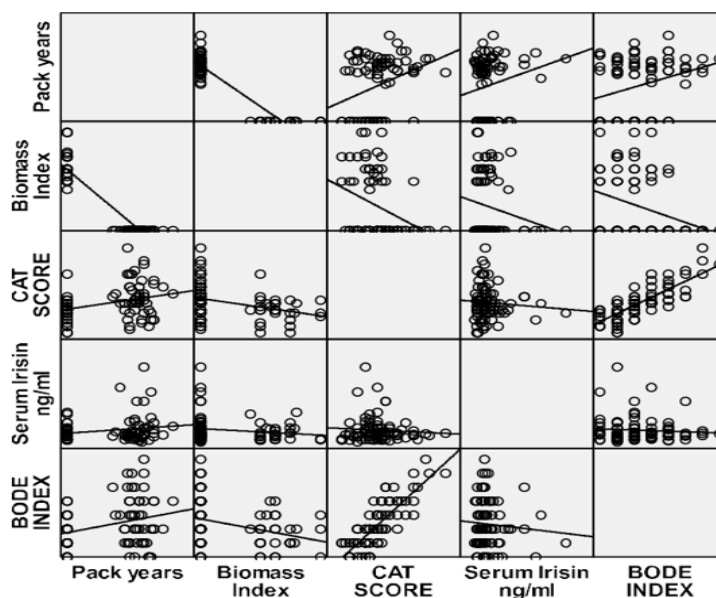 Pack years
Biomass
Index
CAT
SCORE
Serum Irisin
ng/ml
BODE
INDEX
Pack years
Biomass
Index
CAT
SCORE
Serum Irisin
ng/ml
BODE
INDEX